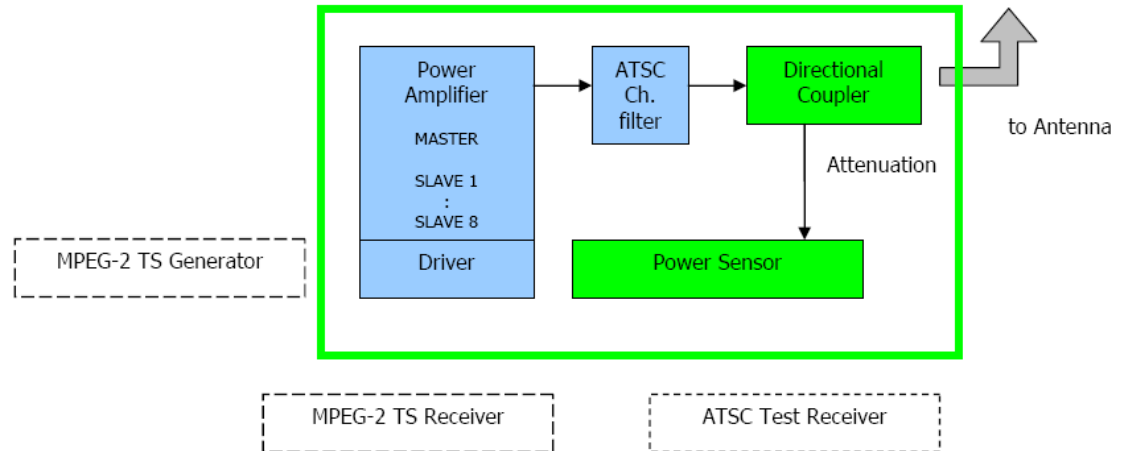 Power
Amplifier
MASTER
SLAVE 1
:
SLAVE 8
Driver
ATSC
Ch.
filter
Directional
Coupler
to Antenna
Attenuation
Power Sensor
MPEG-2 TS Generator
MPEG-2 TS Receiver
ATSC Test Receiver